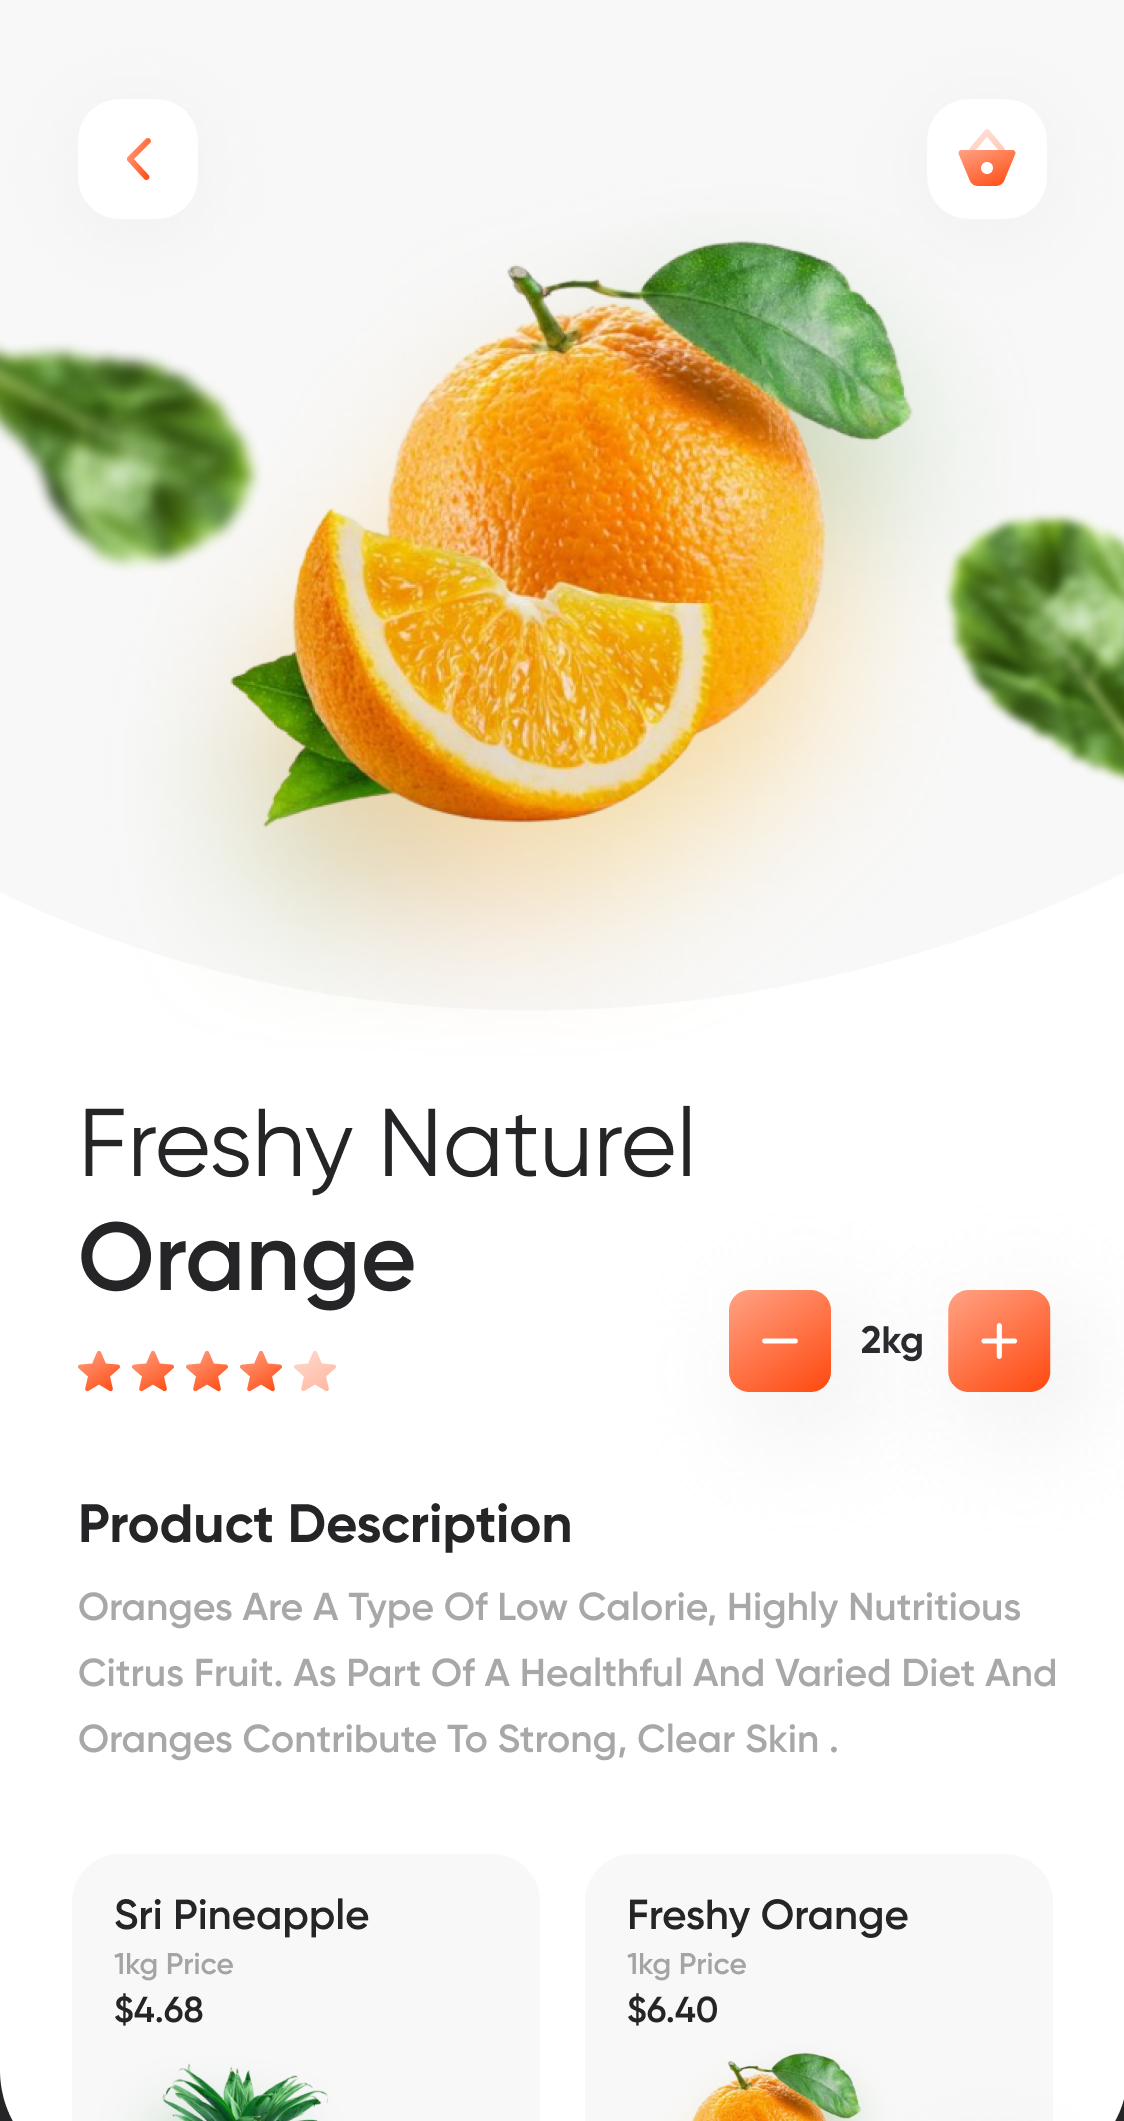 Freshy Naturel
Orange
2kg
Product Description
Oranges Are A Type Of Low Calorie, Highly Nutritious
Citrus Fruit. As Part Of A Healthful And Varied Diet And
Oranges Contribute To Strong, Clear Skin .
Sri Pineapple
1kg Price
$4.68
Freshy Orange
1kg Price
$6.40